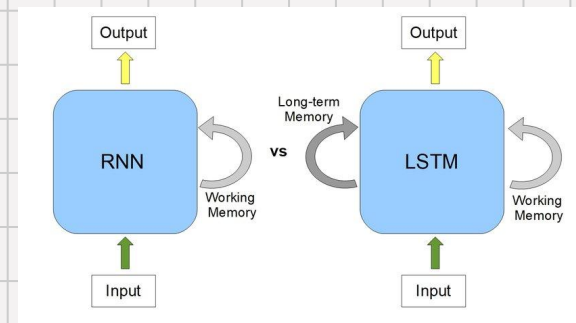 Output
RNN
Working
Memory
Input
vs
Output
Long-term
Memory
LSTM
Working
Memory
Input